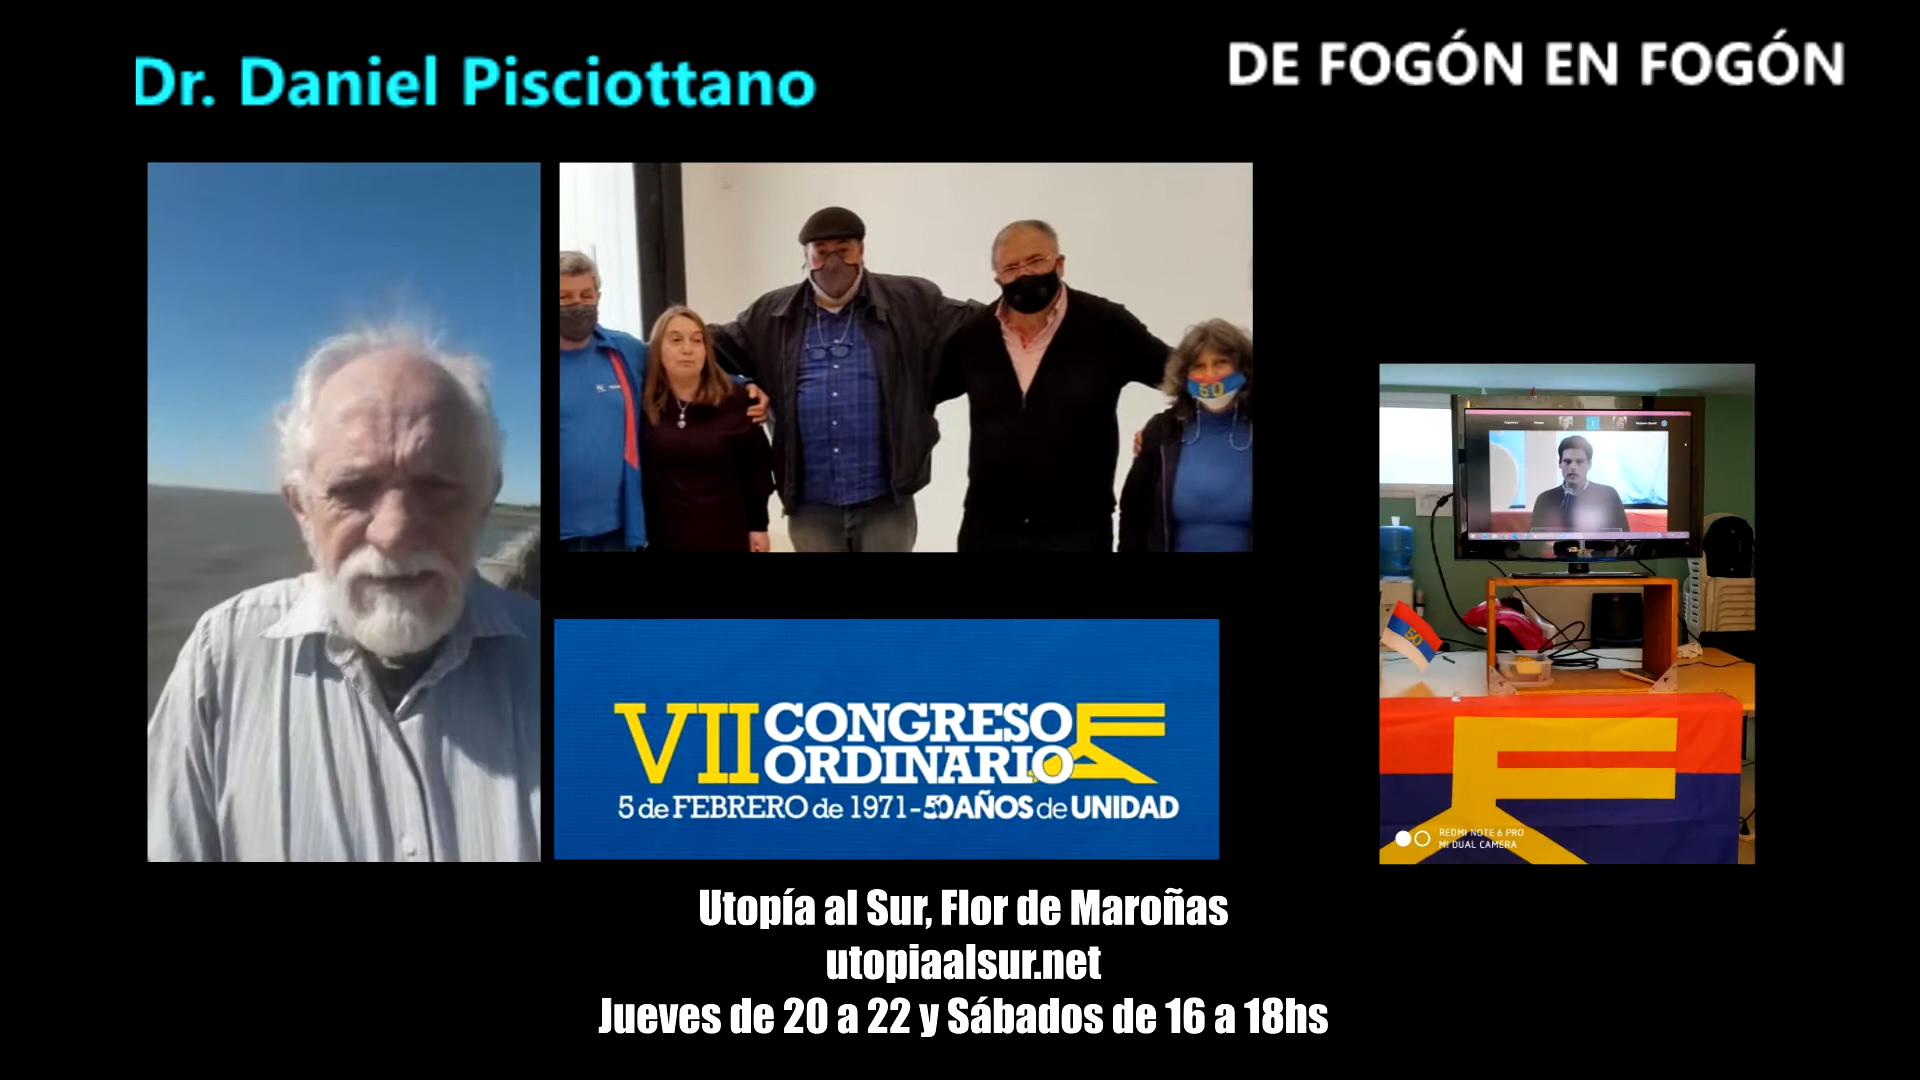 Dr. Daniel Pisciottano
DE FOGÓN EN FOGÓN
50
50
VII CONGRESO
ORDINARIO
5 de FEBRERO de 1971-50 AÑOS de UNIDAD
REDMI NOTE 6 PRO
MI DUAL CAMERA
Utopía al Sur, Flor de Maroñas
utopiaalsur.net
Jueves de 20 a 22 y Sábados de 16 a 18hs